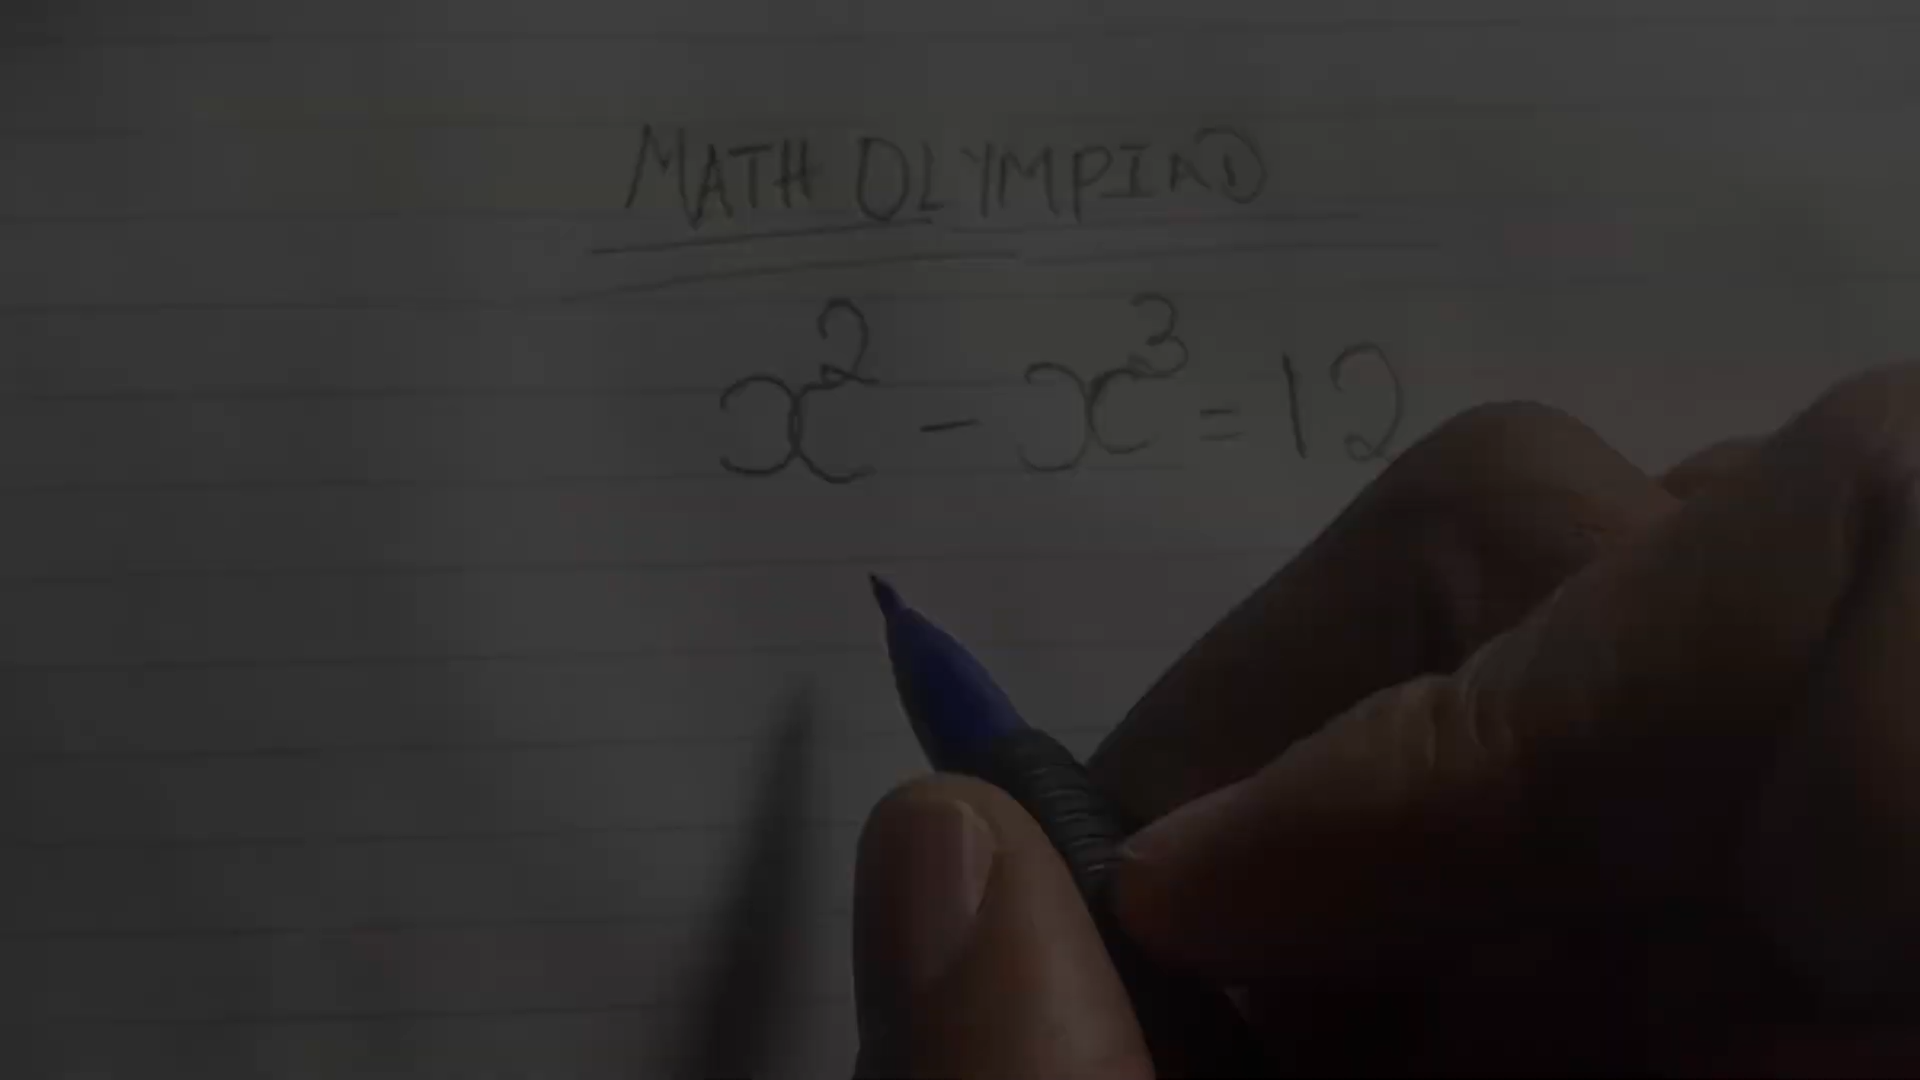 MATH OLYMPIAD
x² - x³ = 12